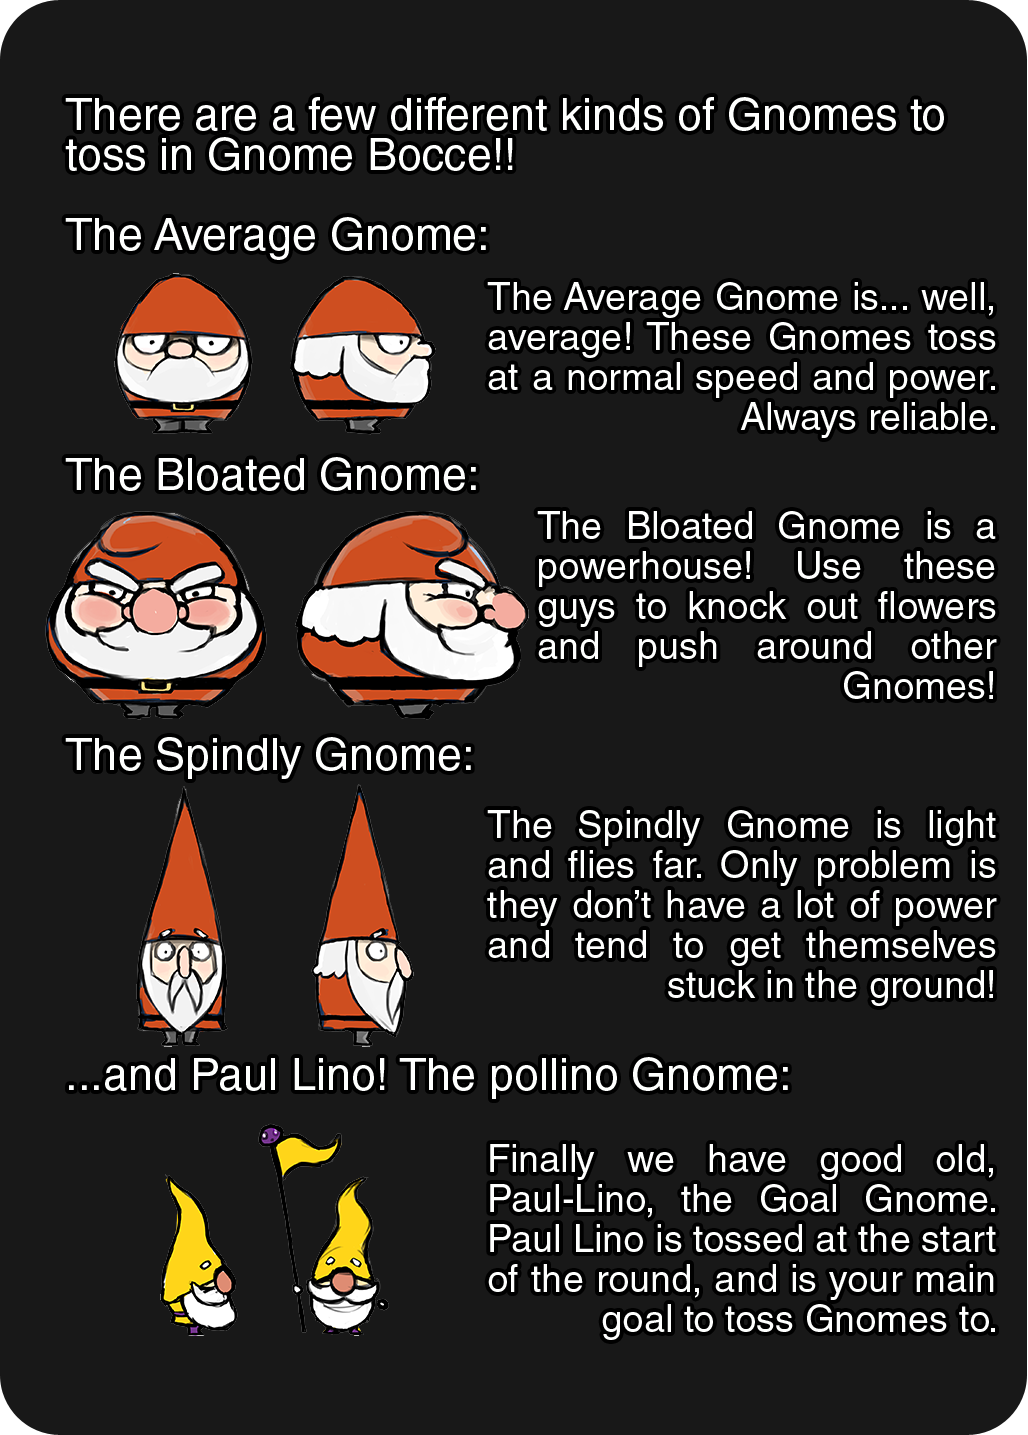 There are a few different kinds of Gnomes to
toss in Gnome Bocce!!
The Average Gnome:
The Average Gnome is... well,
average! These Gnomes toss
at a normal speed and power.
Always reliable.
The Bloated Gnome:
The Bloated Gnome is a
powerhouse! Use these
guys to knock out flowers
and push around other
Gnomes!
The Spindly Gnome:
The Spindly Gnome is light
and flies far. Only problem is
they don’t have a lot of power
and tend to get themselves
stuck in the ground!
...and Paul Lino! The pollino Gnome:
Finally we have good old,
Paul-Lino, the Goal Gnome.
Paul Lino is tossed at the start
of the round, and is your main
goal to toss Gnomes to.